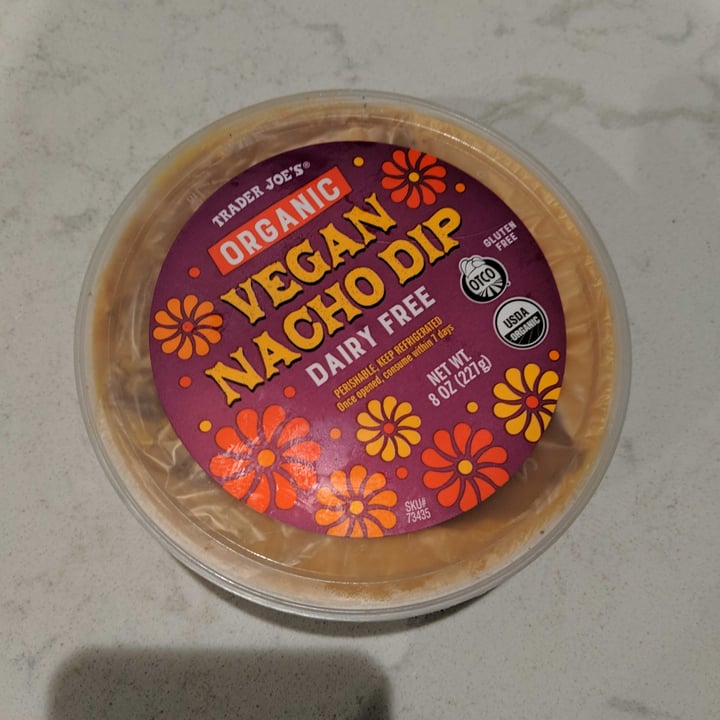 TRADER JOE'S®
ORGANIC
VEGAN
NACHO DIP
DAIRY FREE
PERISHABLE, KEEP REFRIGERATED
Once opened, consume within 7 days
NET WT.
8 OZ (227g)
GLUTEN
FREE
OTCO
USDA
ORGANIC
SKU#
73435